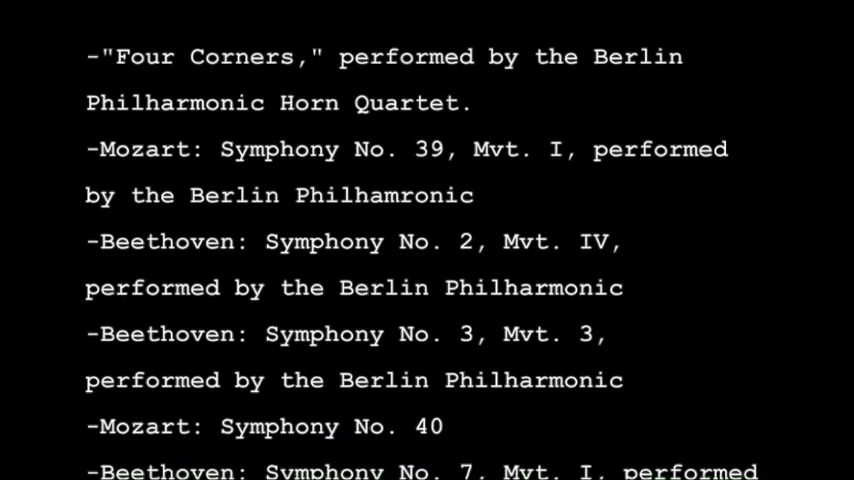 -"Four Corners," performed by the Berlin
Philharmonic Horn Quartet.
-Mozart: Symphony No. 39, Mvt. I, performed
by the Berlin Philhamronic
-Beethoven: Symphony No. 2, Mvt. IV,
performed by the Berlin Philharmonic
-Beethoven: Symphony No. 3, Mvt. 3,
performed by the Berlin Philharmonic
-Mozart: Symphony No. 40
-Beethoven: Symphony No. 7, Mvt. I, performed